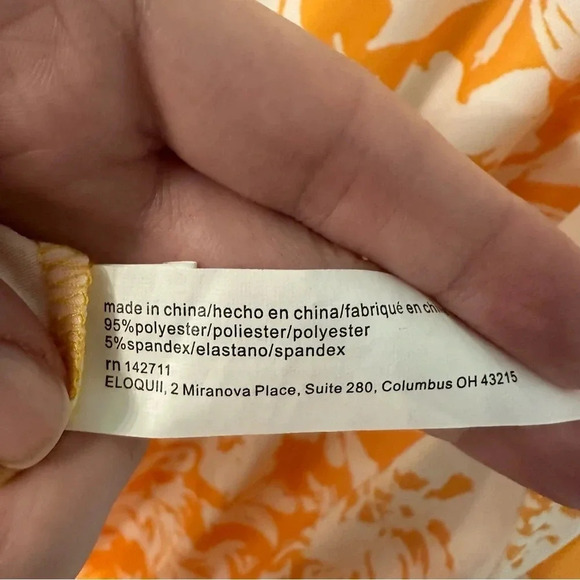 made in china/hecho en china/fabriqué en
95%polyester/poliester/polyester
5%spandex/elastano/spandex
rn 142711
ELOQUII, 2 Miranova Place, Suite 280, Columbus OH 43215